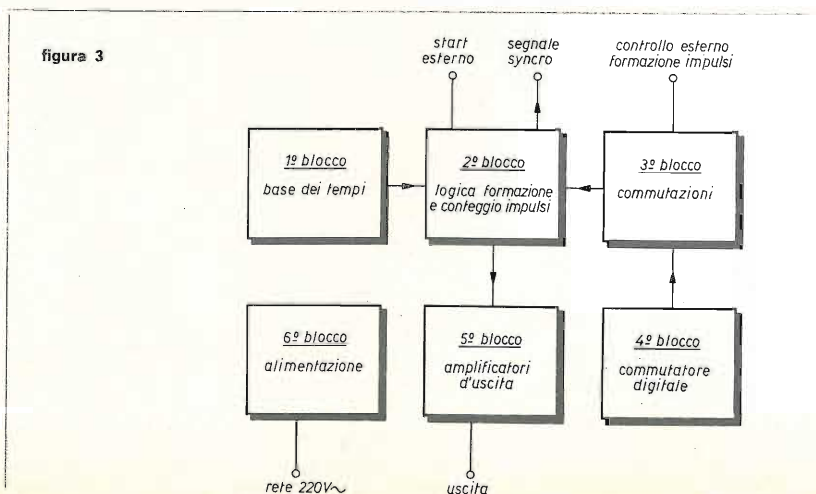 figura 3
start
esterno
segnale
syncro
controllo esterno
formazione impulsi
1º blocco
base dei tempi
2º blocco
logica formazione
e conteggio impulsi
3º blocco
commutazioni
6º blocco
alimentazione
5º blocco
amplificatori
d'uscita
4º blocco
commutatore
digitale
rete 220V~
uscita